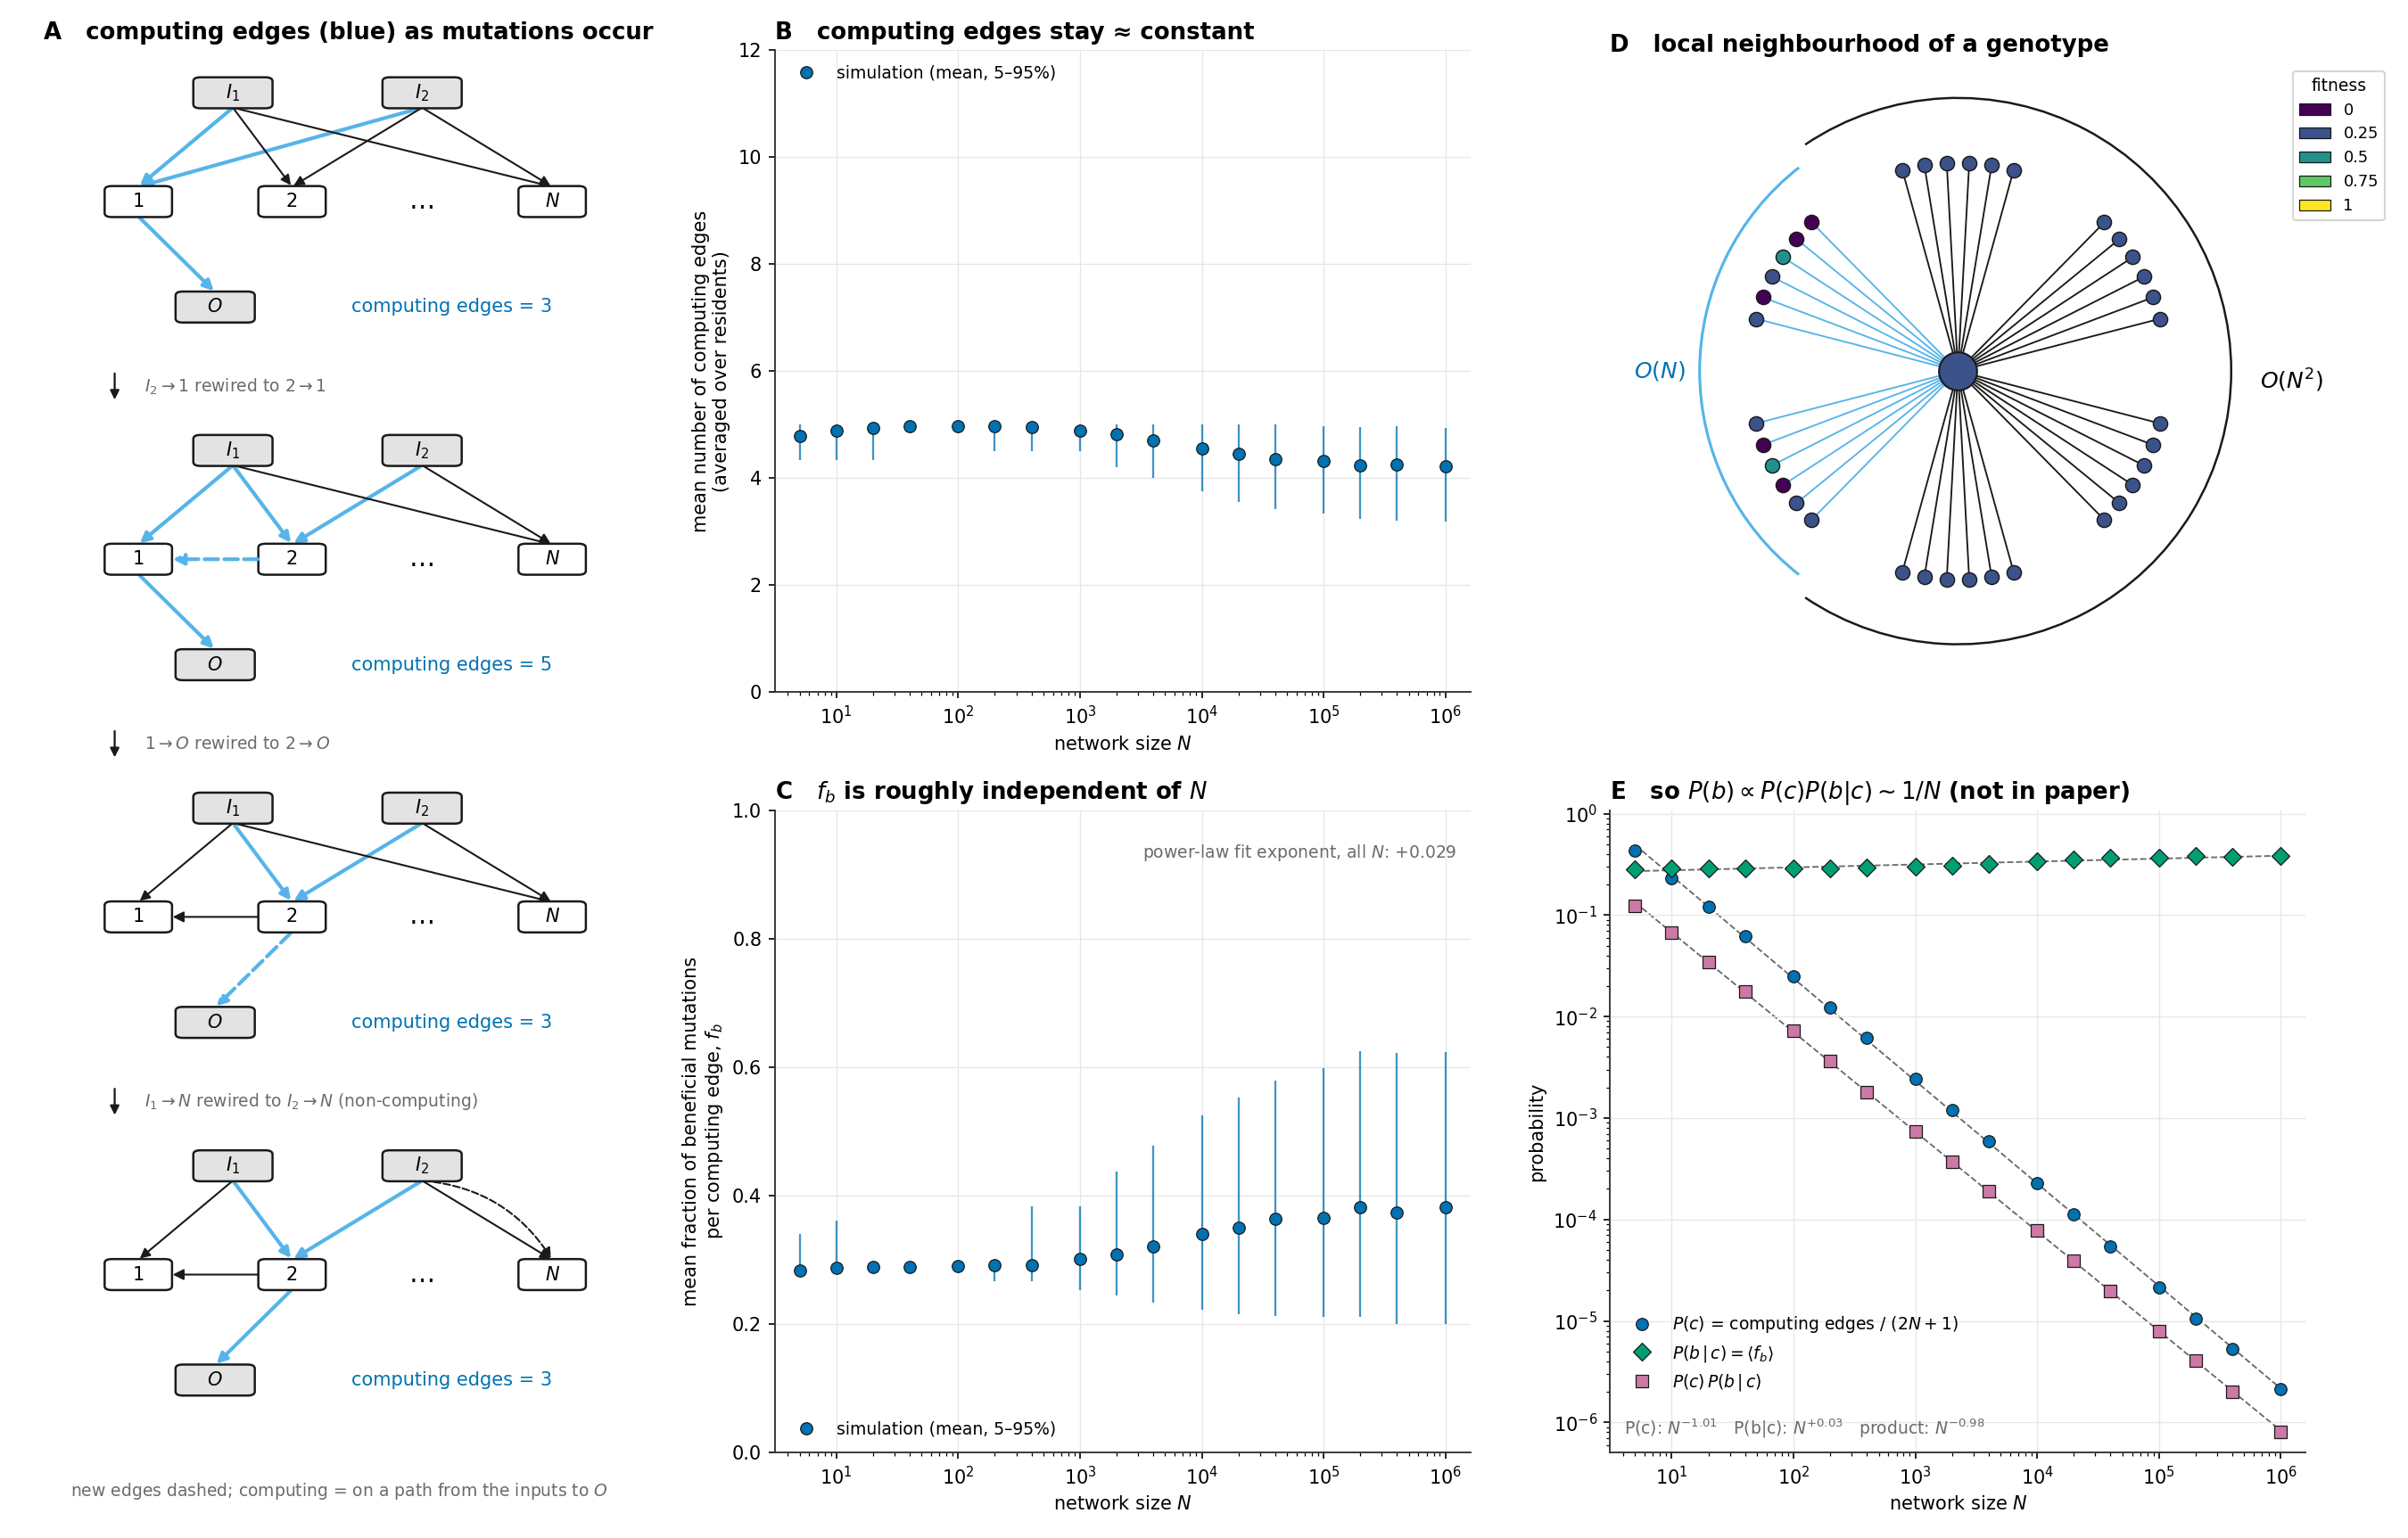 A computing edges (blue) as mutations occur
I₁ I₂
1 2 ... N
O computing edges = 3
I₂→1 rewired to 2→1
I₁ I₂
1 2 ... N
O computing edges = 5
1→O rewired to 2→O
I₁ I₂
1 2 ... N
O computing edges = 3
I₁→N rewired to I₂→N (non-computing)
I₁ I₂
1 2 ... N
O computing edges = 3
new edges dashed; computing = on a path from the inputs to O
B computing edges stay ≈ constant
simulation (mean, 5–95%)
mean number of computing edges
(averaged over residents)
12
10
8
6
4
2
0
10¹ 10² 10³ 10⁴ 10⁵ 10⁶
network size N
C f_b is roughly independent of N
power-law fit exponent, all N: +0.029
mean fraction of beneficial mutations
per computing edge, f_b
1.0
0.8
0.6
0.4
0.2
0.0
simulation (mean, 5–95%)
10¹ 10² 10³ 10⁴ 10⁵ 10⁶
network size N
D local neighbourhood of a genotype
fitness
0
0.25
0.5
0.75
1
O(N)
O(N²)
E so P(b) ∝ P(c)P(b|c) ~ 1/N (not in paper)
probability
10⁰
10⁻¹
10⁻²
10⁻³
10⁻⁴
10⁻⁵
10⁻⁶
P(c) = computing edges / (2N + 1)
P(b | c) = ⟨f_b⟩
P(c) P(b | c)
P(c): N⁻¹·⁰¹ P(b|c): N⁺⁰·⁰³ product: N⁻⁰·⁹⁸
10¹ 10² 10³ 10⁴ 10⁵ 10⁶
network size N